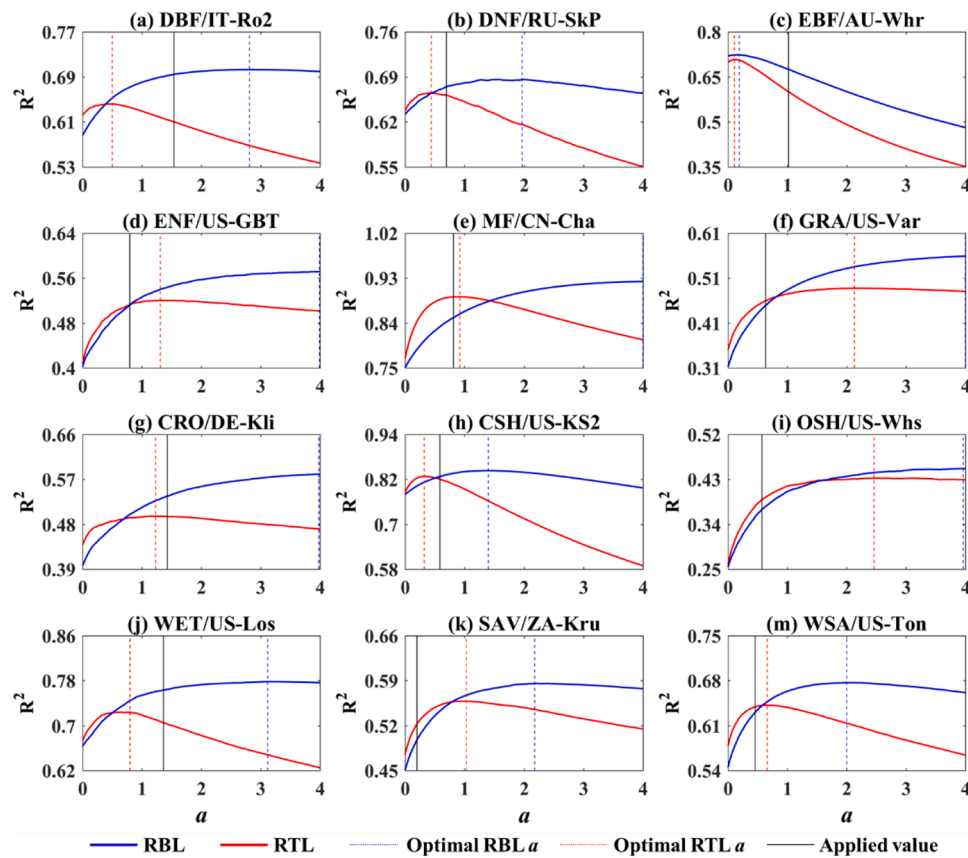 (a) DBF/IT-Ro2 (b) DNF/RU-SkP (c) EBF/AU-Whr
0.77 0.76 0.8
0.69 0.69 0.65
R2 R2 R2
0.61 0.62 0.5
0.53 0.55 0.35
0 1 2 3 4 0 1 2 3 4 0 1 2 3 4
(d) ENF/US-GBT (e) MF/CN-Cha (f) GRA/US-Var
0.64 1.02 0.61
0.56 0.93 0.51
R2 R2 R2
0.48 0.84 0.41
0.4 0.75 0.31
0 1 2 3 4 0 1 2 3 4 0 1 2 3 4
(g) CRO/DE-Kli (h) CSH/US-KS2 (i) OSH/US-Whs
0.66 0.94 0.52
0.57 0.82 0.43
R2 R2 R2
0.48 0.7 0.34
0.39 0.58 0.25
0 1 2 3 4 0 1 2 3 4 0 1 2 3 4
(j) WET/US-Los (k) SAV/ZA-Kru (m) WSA/US-Ton
0.86 0.66 0.75
0.78 0.59 0.68
R2 R2 R2
0.7 0.52 0.61
0.62 0.45 0.54
0 1 2 3 4 0 1 2 3 4 0 1 2 3 4
a a a
RBL RTL Optimal RBL a Optimal RTL a Applied value